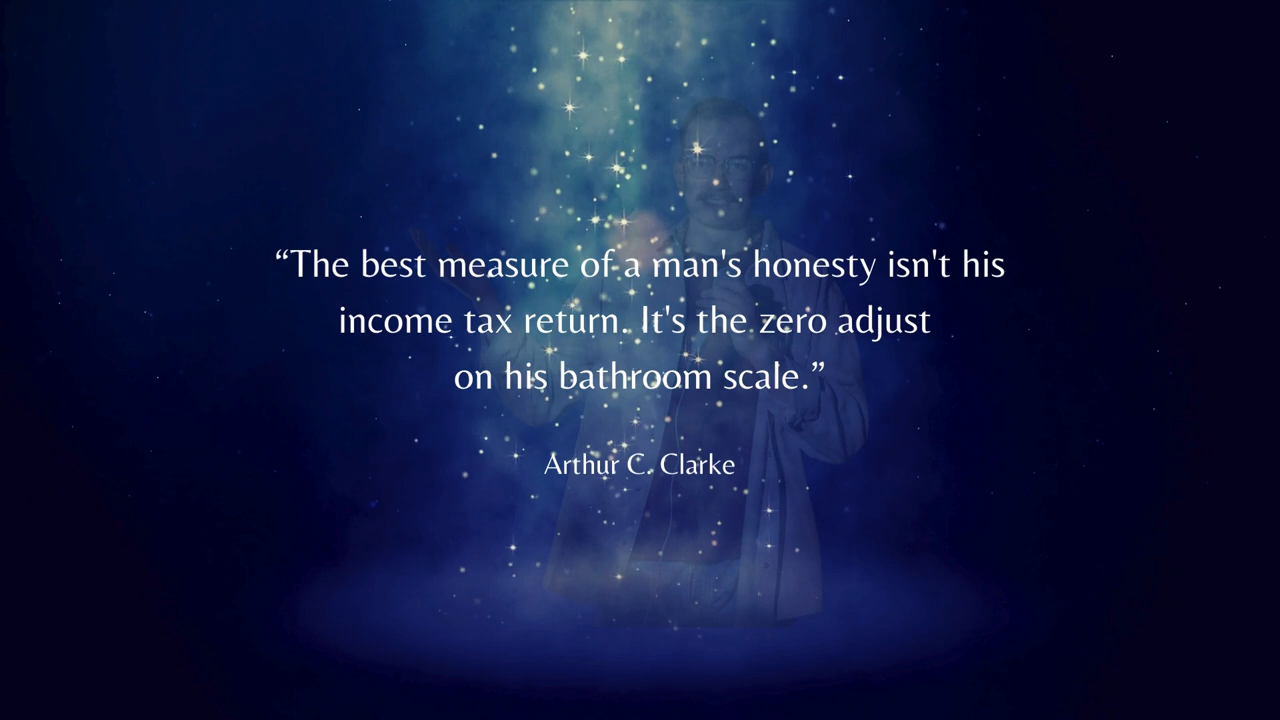 “The best measure of a man's honesty isn't his
income tax return. It's the zero adjust
on his bathroom scale.”
Arthur C. Clarke